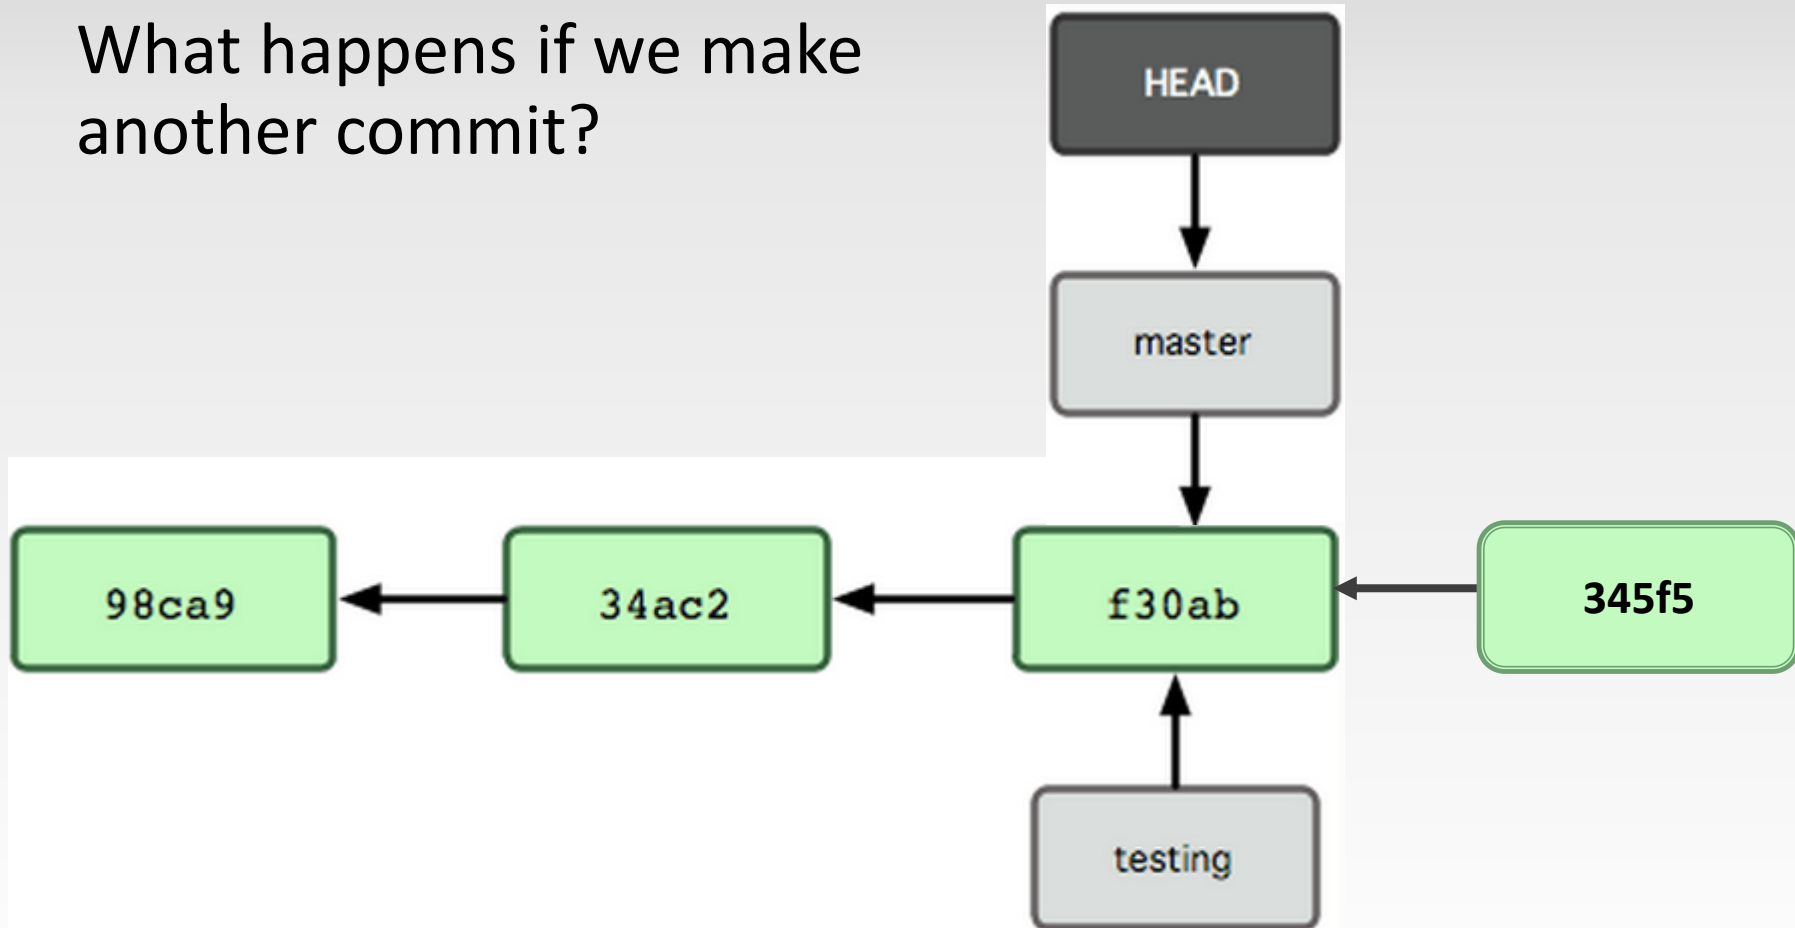 What happens if we make
another commit?
HEAD
master
98ca9
34ac2
f30ab
345f5
testing